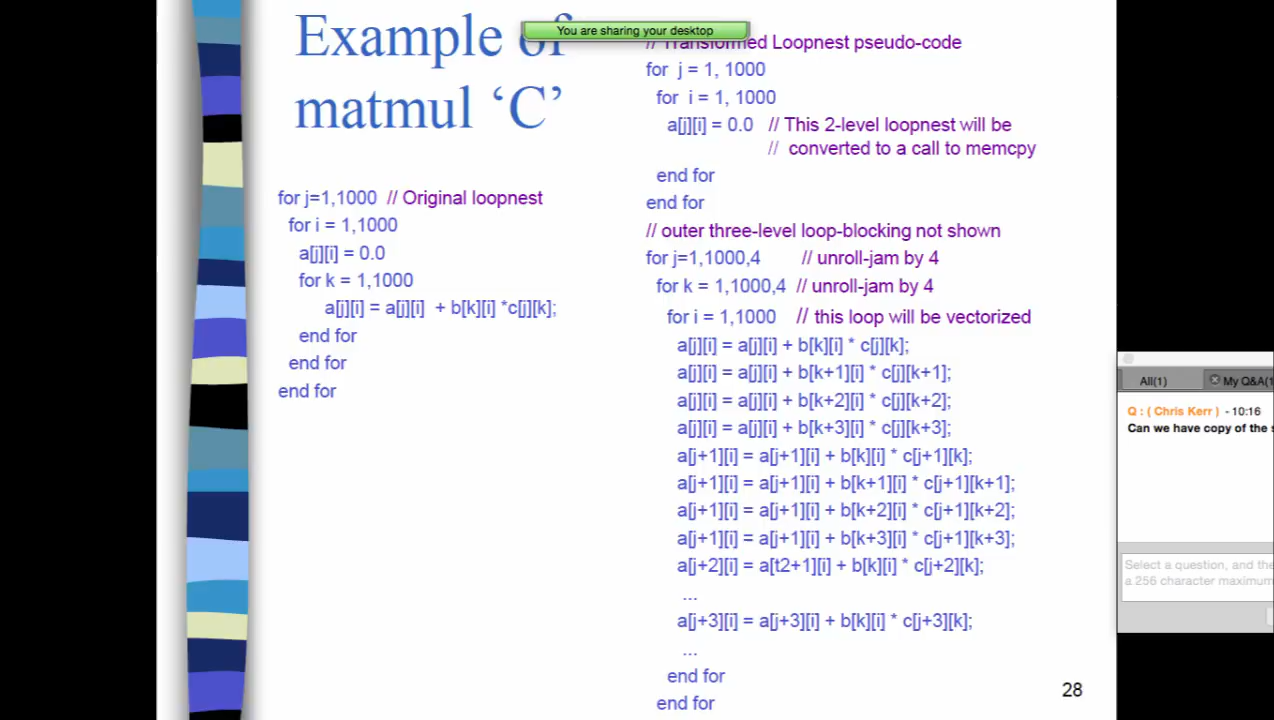 You are sharing your desktop
Example of
matmul ‘C’
for j=1,1000 // Original loopnest
for i = 1,1000
a[j][i] = 0.0
for k = 1,1000
a[j][i] = a[j][i] + b[k][i] *c[j][k];
end for
end for
end for
// Transformed Loopnest pseudo-code
for j = 1, 1000
for i = 1, 1000
a[j][i] = 0.0 // This 2-level loopnest will be
// converted to a call to memcpy
end for
end for
// outer three-level loop-blocking not shown
for j=1,1000,4 // unroll-jam by 4
for k = 1,1000,4 // unroll-jam by 4
for i = 1,1000 // this loop will be vectorized
a[j][i] = a[j][i] + b[k][i] * c[j][k];
a[j][i] = a[j][i] + b[k+1][i] * c[j][k+1];
a[j][i] = a[j][i] + b[k+2][i] * c[j][k+2];
a[j][i] = a[j][i] + b[k+3][i] * c[j][k+3];
a[j+1][i] = a[j+1][i] + b[k][i] * c[j+1][k];
a[j+1][i] = a[j+1][i] + b[k+1][i] * c[j+1][k+1];
a[j+1][i] = a[j+1][i] + b[k+2][i] * c[j+1][k+2];
a[j+1][i] = a[j+1][i] + b[k+3][i] * c[j+1][k+3];
a[j+2][i] = a[t2+1][i] + b[k][i] * c[j+2][k];
...
a[j+3][i] = a[j+3][i] + b[k][i] * c[j+3][k];
...
end for
end for
28
All(1) My Q&A(1
Q : ( Chris Kerr ) - 10:16
Can we have copy of the s
Select a question, and the
a 256 character maximum